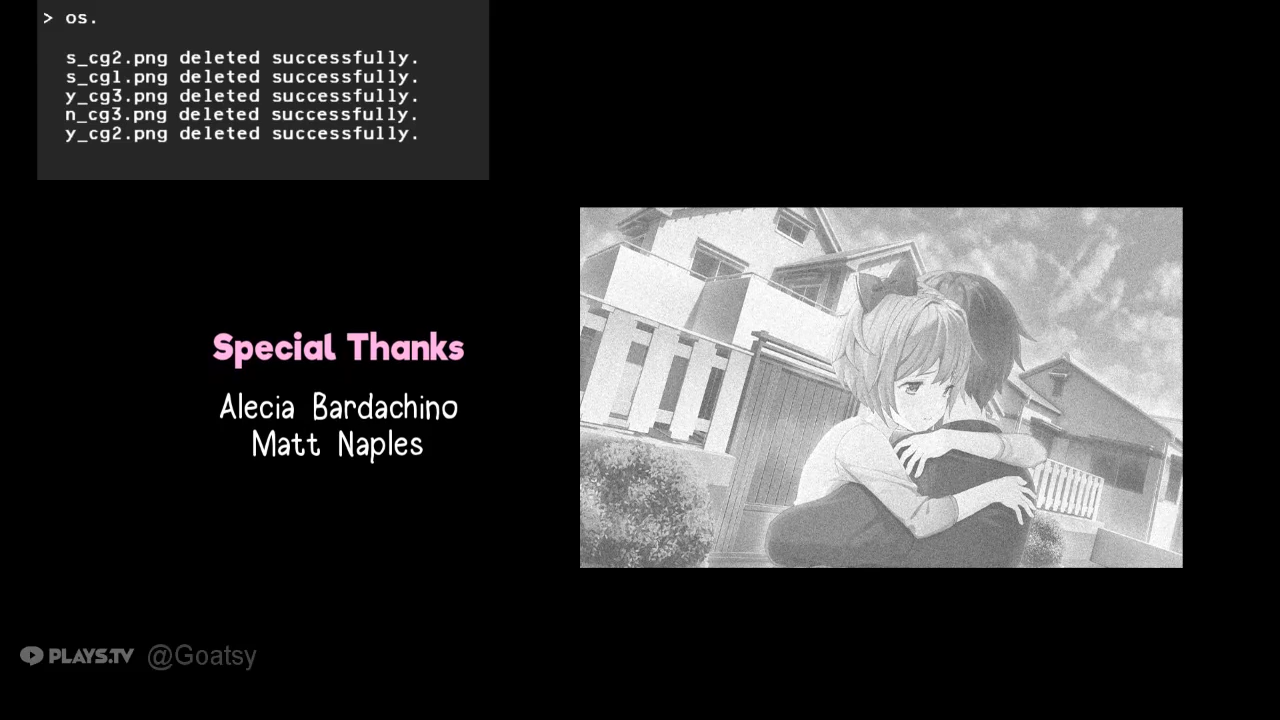 > os.
s_cg2.png deleted successfully.
s_cg1.png deleted successfully.
y_cg3.png deleted successfully.
n_cg3.png deleted successfully.
y_cg2.png deleted successfully.
Special Thanks
Alecia Bardachino
Matt Naples
PLAYS.TV @Goatsy